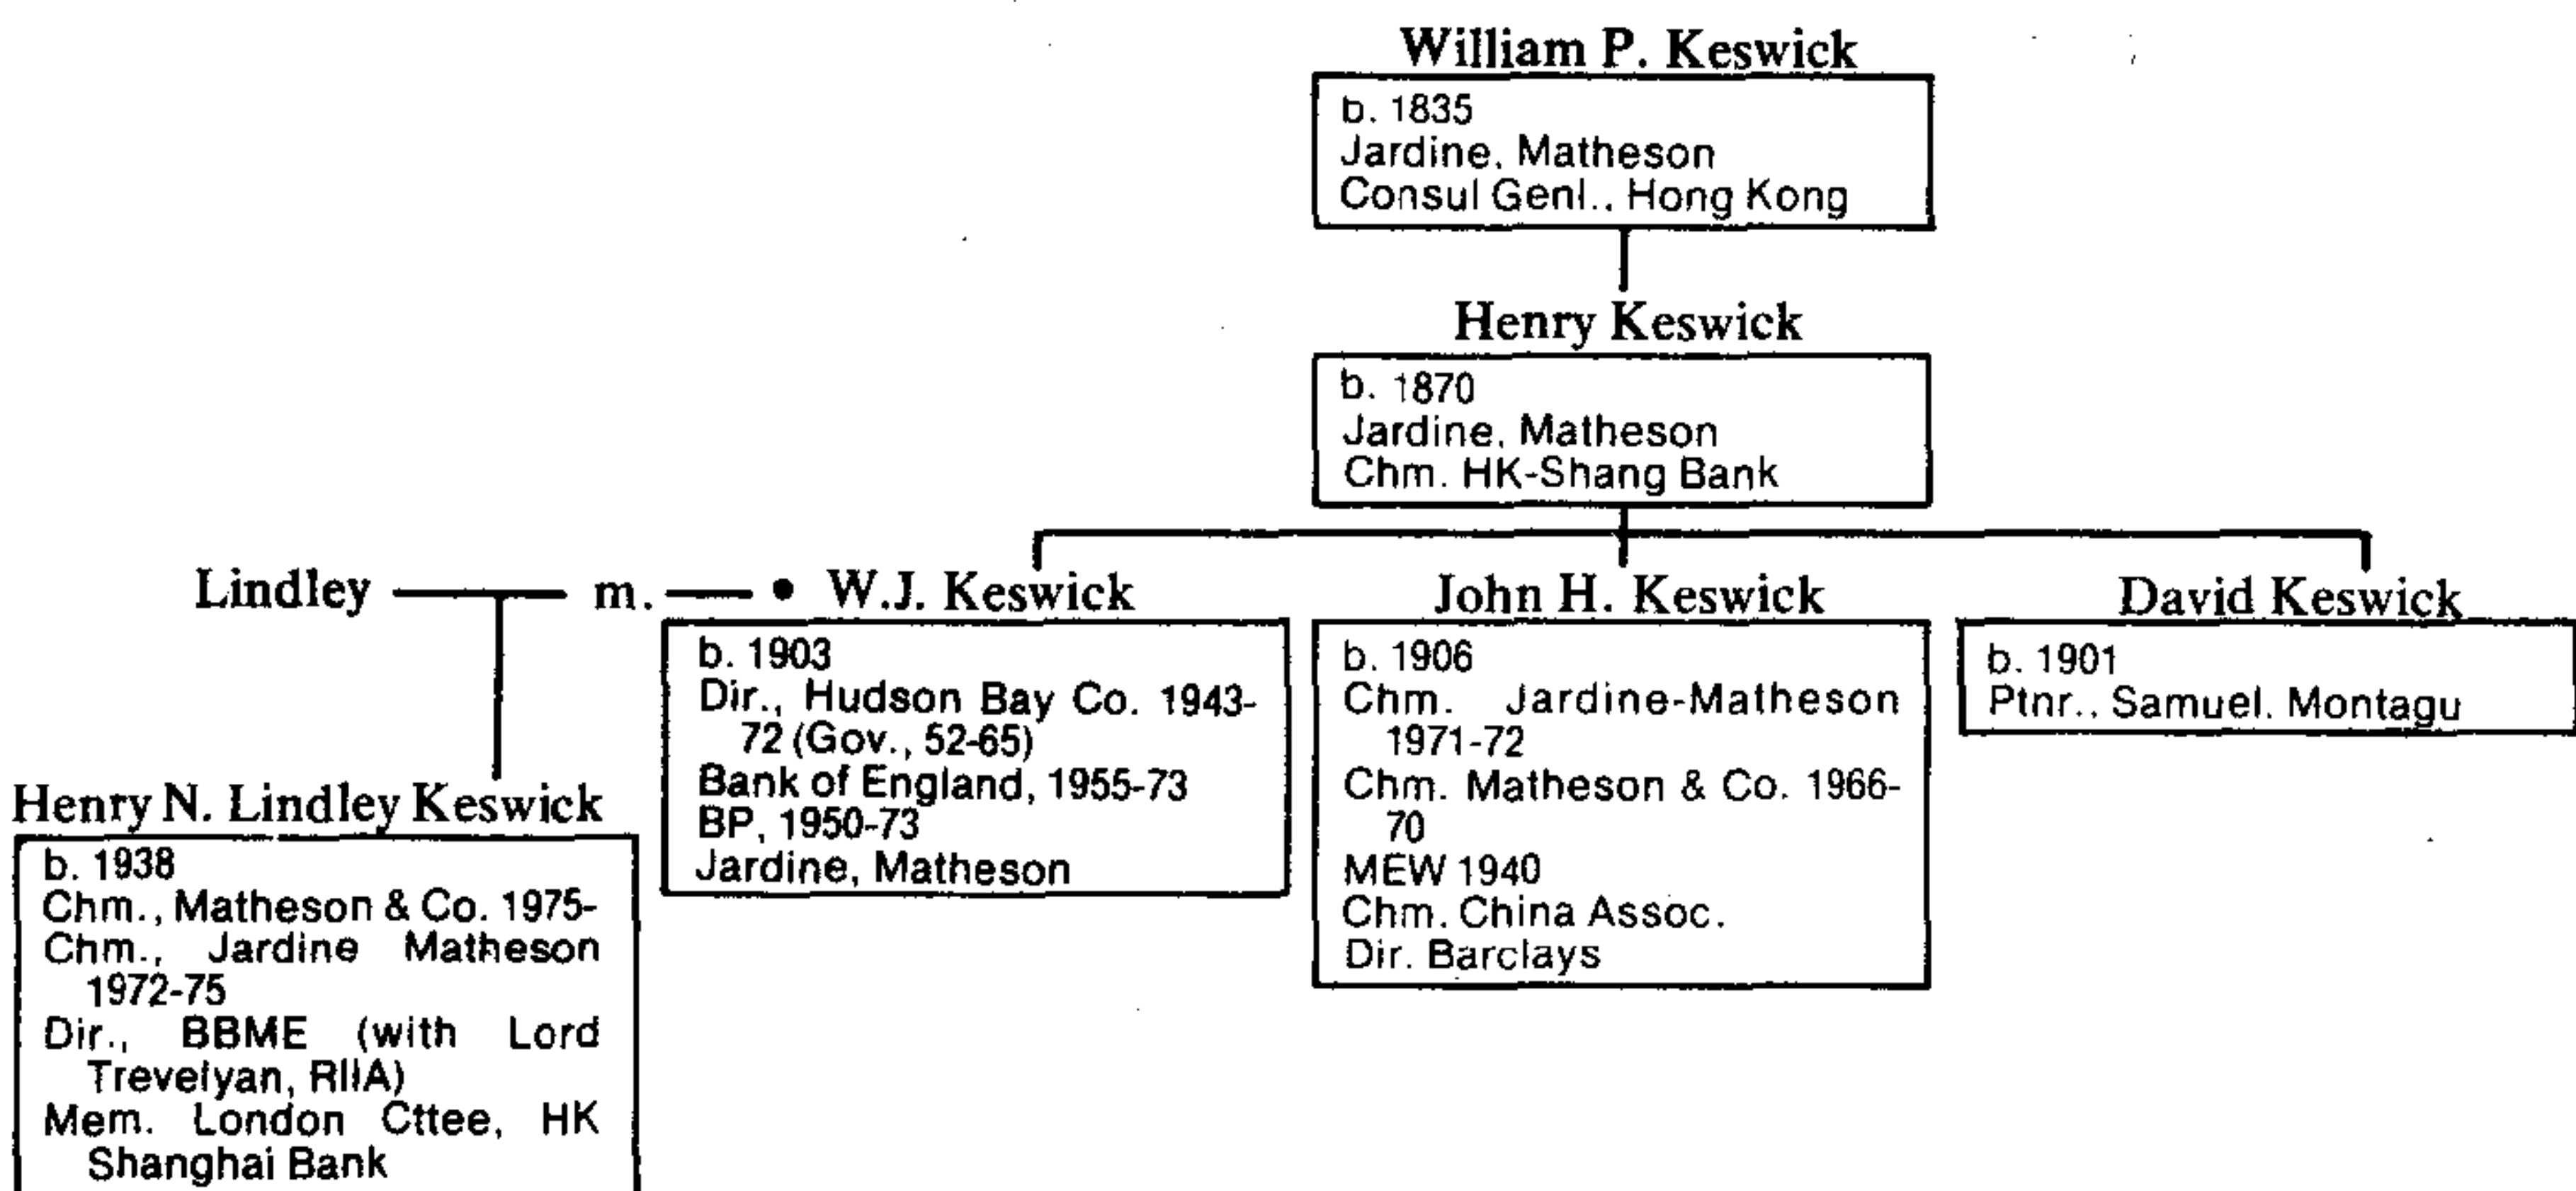 William P. Keswick
b. 1835
Jardine, Matheson
Consul Genl., Hong Kong
Henry Keswick
b. 1870
Jardine, Matheson
Chm. HK-Shang Bank
Lindley m. • W.J. Keswick
b. 1903
Dir., Hudson Bay Co. 1943-
72 (Gov., 52-65)
Bank of England, 1955-73
BP, 1950-73
Jardine, Matheson
John H. Keswick
b. 1906
Chm. Jardine-Matheson
1971-72
Chm. Matheson & Co. 1966-
70
MEW 1940
Chm. China Assoc.
Dir. Barclays
David Keswick
b. 1901
Ptnr., Samuel. Montagu
Henry N. Lindley Keswick
b. 1938
Chm., Matheson & Co. 1975-
Chm., Jardine Matheson
1972-75
Dir., BBME (with Lord
Trevelyan, RIIA)
Mem. London Cttee, HK
Shanghai Bank